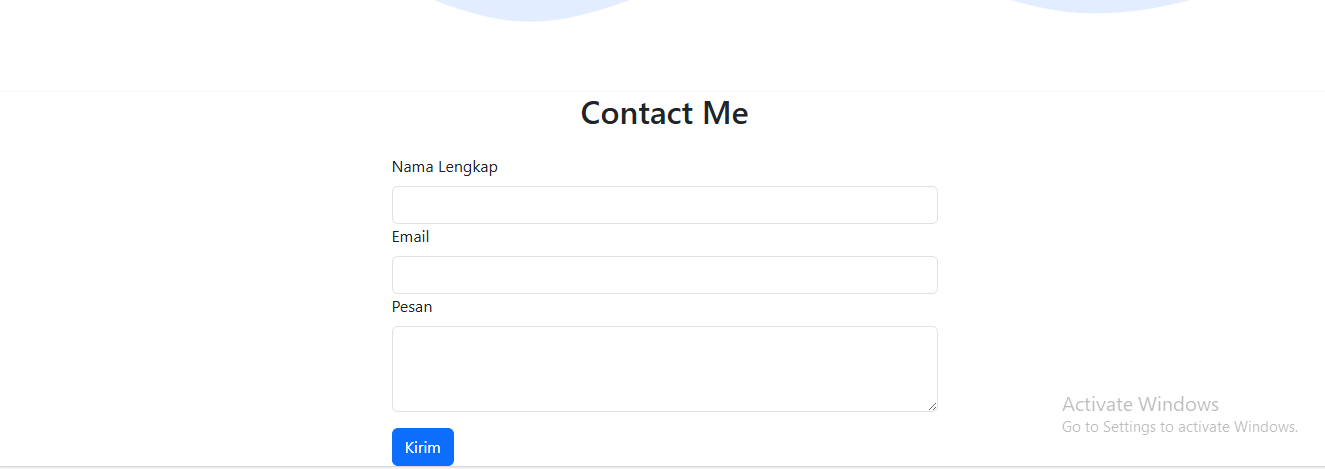 Contact Me
Nama Lengkap
Email
Pesan
Kirim
Activate Windows
Go to Settings to activate Windows.